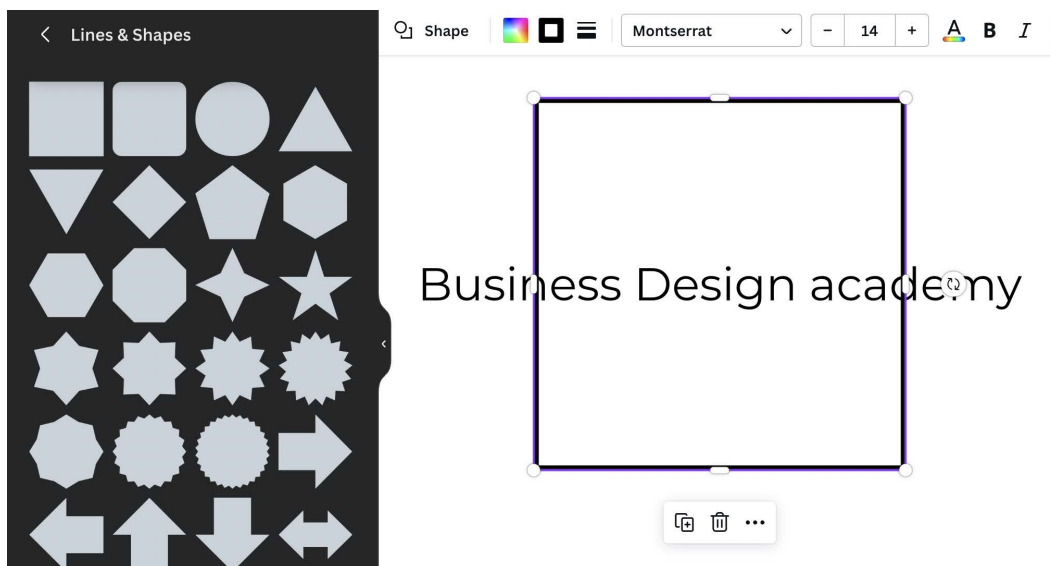 Lines & Shapes
Shape
Montserrat
- 14 +
A B I
Business Design academy